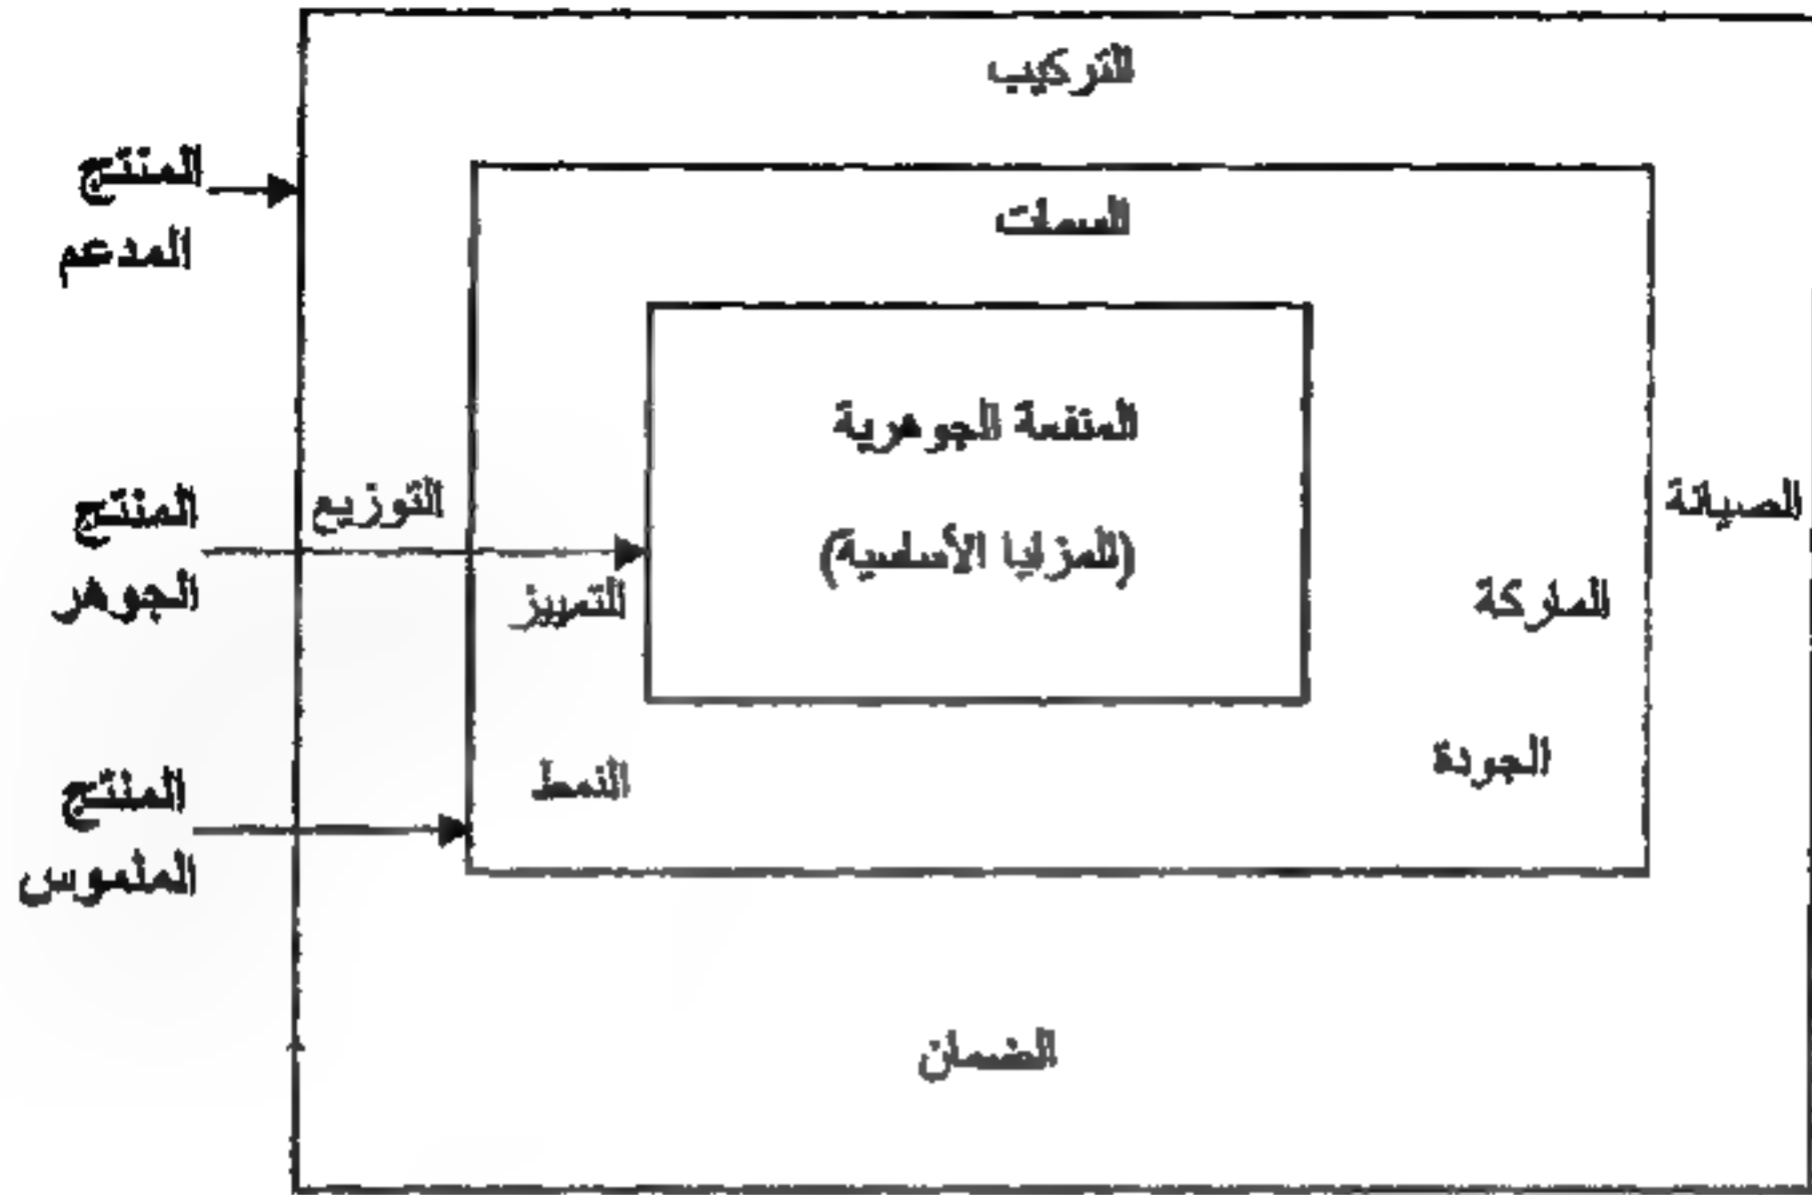 التركيب
المنتج
المدعم
السمات
المنفعة الجوهرية
(المزايا الأساسية)
المنتج
الجوهر
التوزيع
الصيانة
التمييز
الماركة
المنتج
الملموس
النمط
الجودة
الضمان